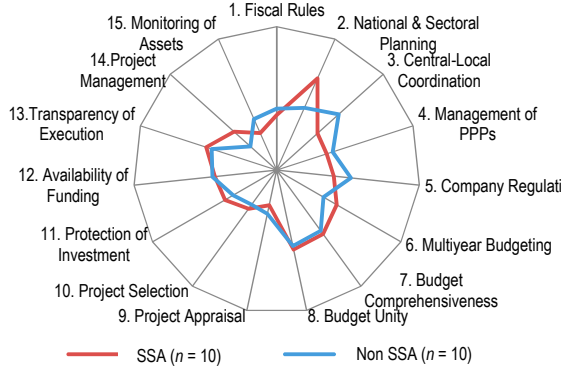 1. Fiscal Rules
2. National & Sectoral
Planning
3. Central-Local
Coordination
4. Management of
PPPs
5. Company Regulati
6. Multiyear Budgeting
7. Budget
Comprehensiveness
8. Budget Unity
9. Project Appraisal
10. Project Selection
11. Protection of
Investment
12. Availability of
Funding
13.Transparency of
Execution
14.Project
Management
15. Monitoring of
Assets
SSA (n = 10)
Non SSA (n = 10)